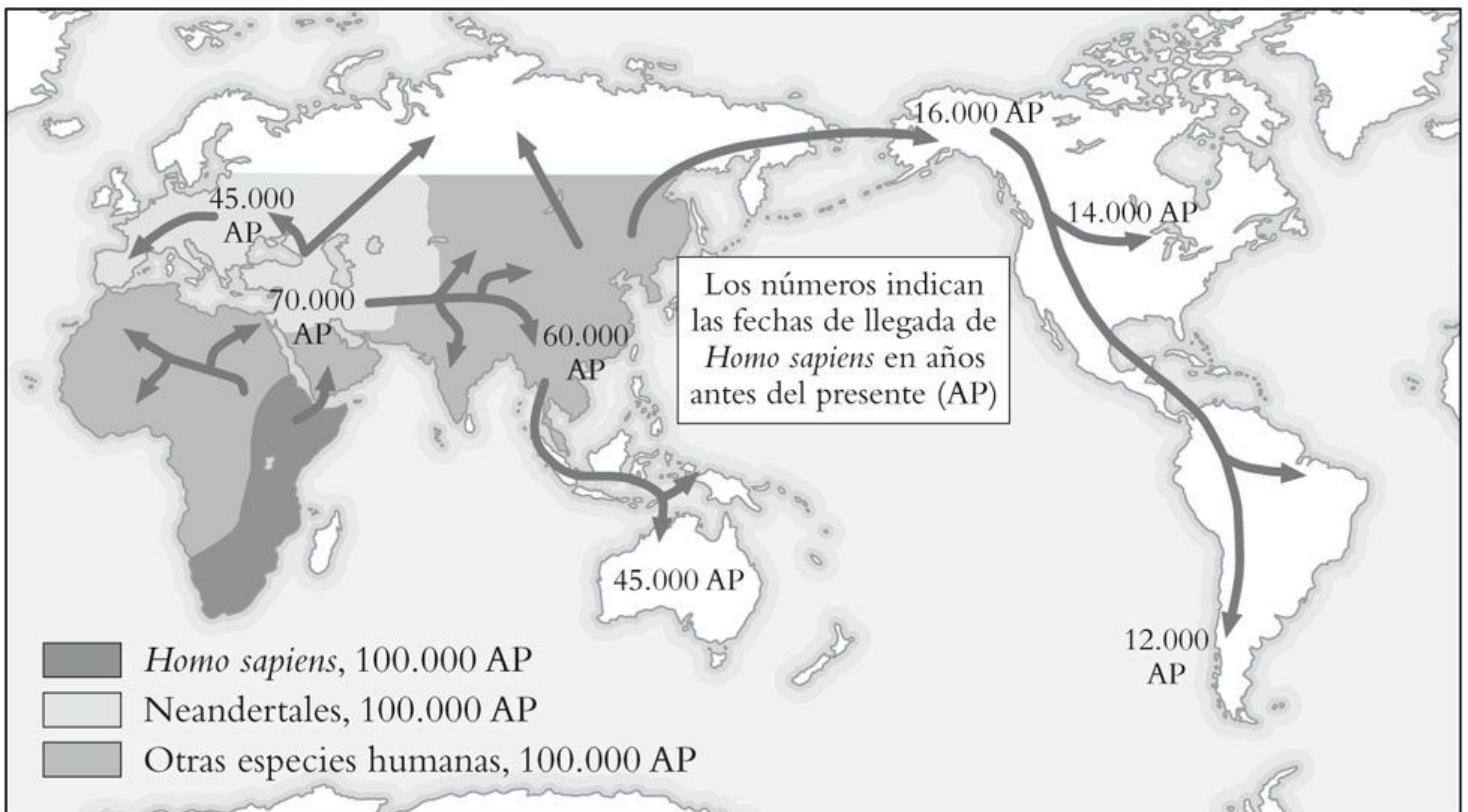 16.000 AP
45.000
AP
14.000 AP
70.000
AP
60.000
AP
Los números indican
las fechas de llegada de
Homo sapiens en años
antes del presente (AP)
45.000 AP
12.000
AP
Homo sapiens, 100.000 AP
Neandertales, 100.000 AP
Otras especies humanas, 100.000 AP